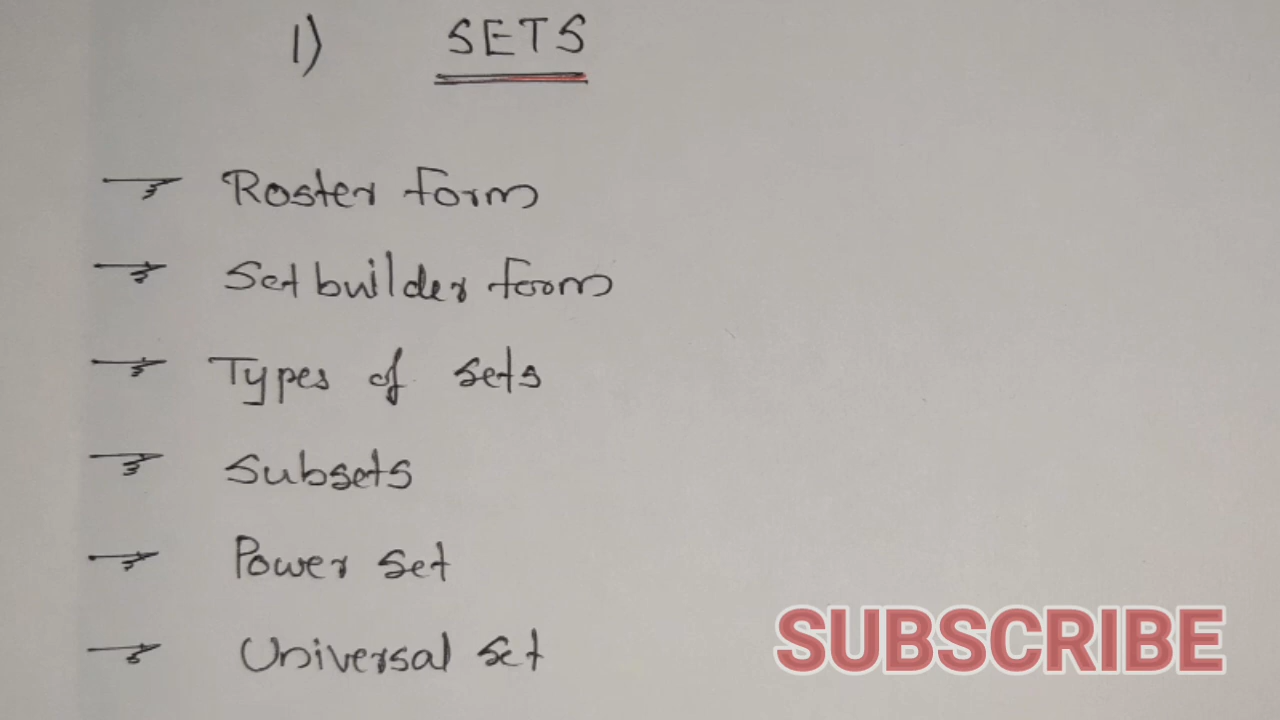 1) SETS
Roster form
Set builder form
Types of sets
Subsets
Power set
Universal set
SUBSCRIBE